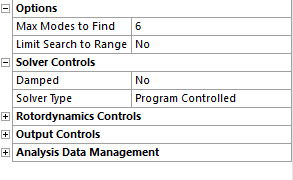 Options
Max Modes to Find 6
Limit Search to Range No
Solver Controls
Damped No
Solver Type Program Controlled
Rotordynamics Controls
Output Controls
Analysis Data Management